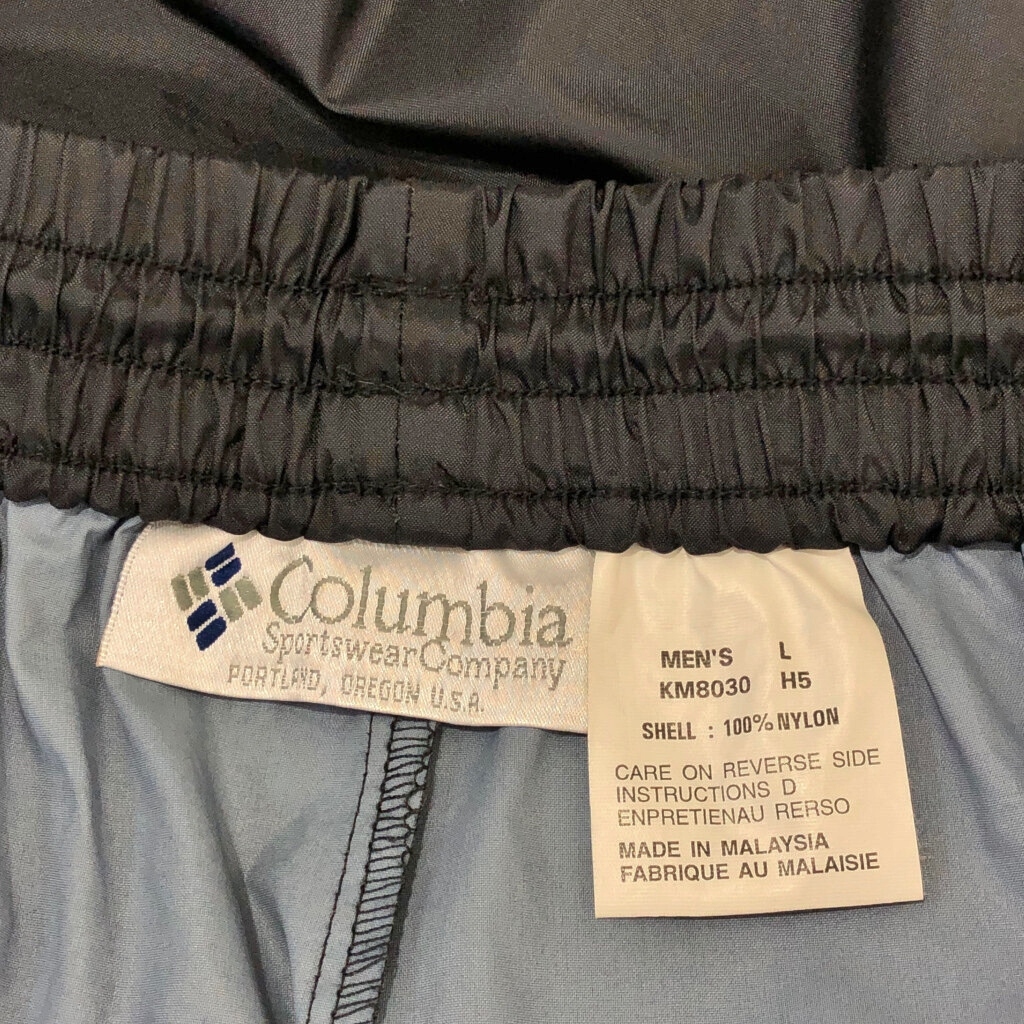 Columbia
Sportswear Company
PORTLAND, OREGON U.S.A.
MEN'S L
KM8030 H5
SHELL : 100% NYLON
CARE ON REVERSE SIDE
INSTRUCTIONS D
ENPRETIENAU RERSO
MADE IN MALAYSIA
FABRIQUE AU MALAISIE